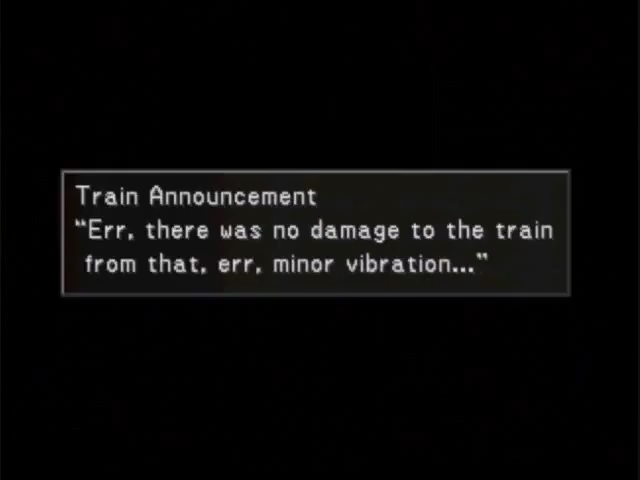 Train Announcement
“Err, there was no damage to the train
from that, err, minor vibration...”